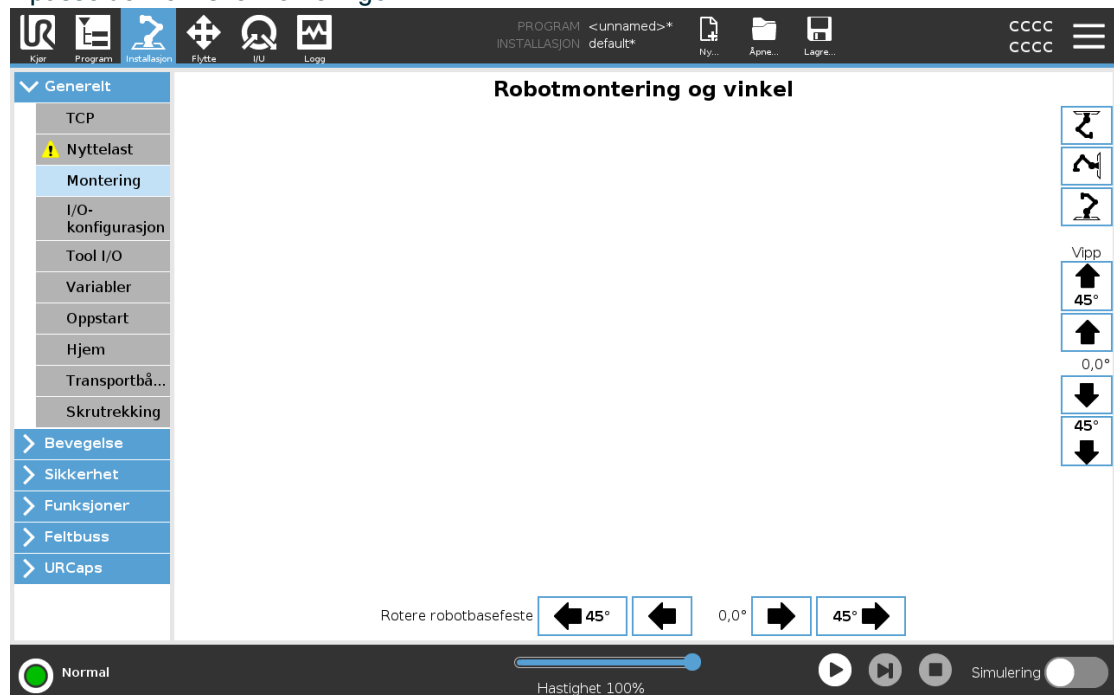 PROGRAM <unnamed>*
INSTALLASJON default*
Ny...
Åpne...
Lagre...
CCCC
CCCC
UR
Kjør
Program
Installasjon
Flytte
I/U
Logg
Generelt
TCP
Nyttelast
Montering
I/O-
konfigurasjon
Tool I/O
Variabler
Oppstart
Hjem
Transportbå...
Skrutrekking
Bevegelse
Sikkerhet
Funksjoner
Feltbuss
URCaps
Robotmontering og vinkel
Vipp
45°
0,0°
45°
Rotere robotbasefeste 45° 0,0° 45°
Normal
Hastighet 100%
Simulering